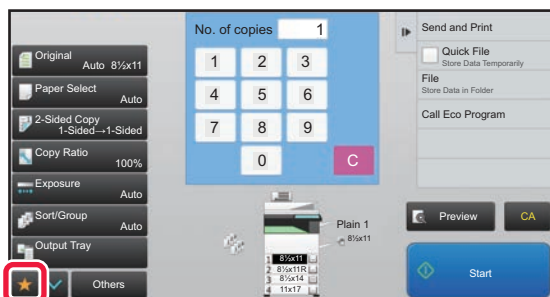 No. of copies 1
Original
Auto 8½x11
Paper Select
Auto
2-Sided Copy
1-Sided→1-Sided
Copy Ratio
100%
Exposure
Auto
Sort/Group
Auto
Output Tray
Others
1 2 3
4 5 6
7 8 9
0 C
Plain 1
8½x11
1 8½x11
2 8½x11R
3 8½x14
4 11x17
Send and Print
Quick File
Store Data Temporarily
File
Store Data in Folder
Call Eco Program
Preview
CA
Start